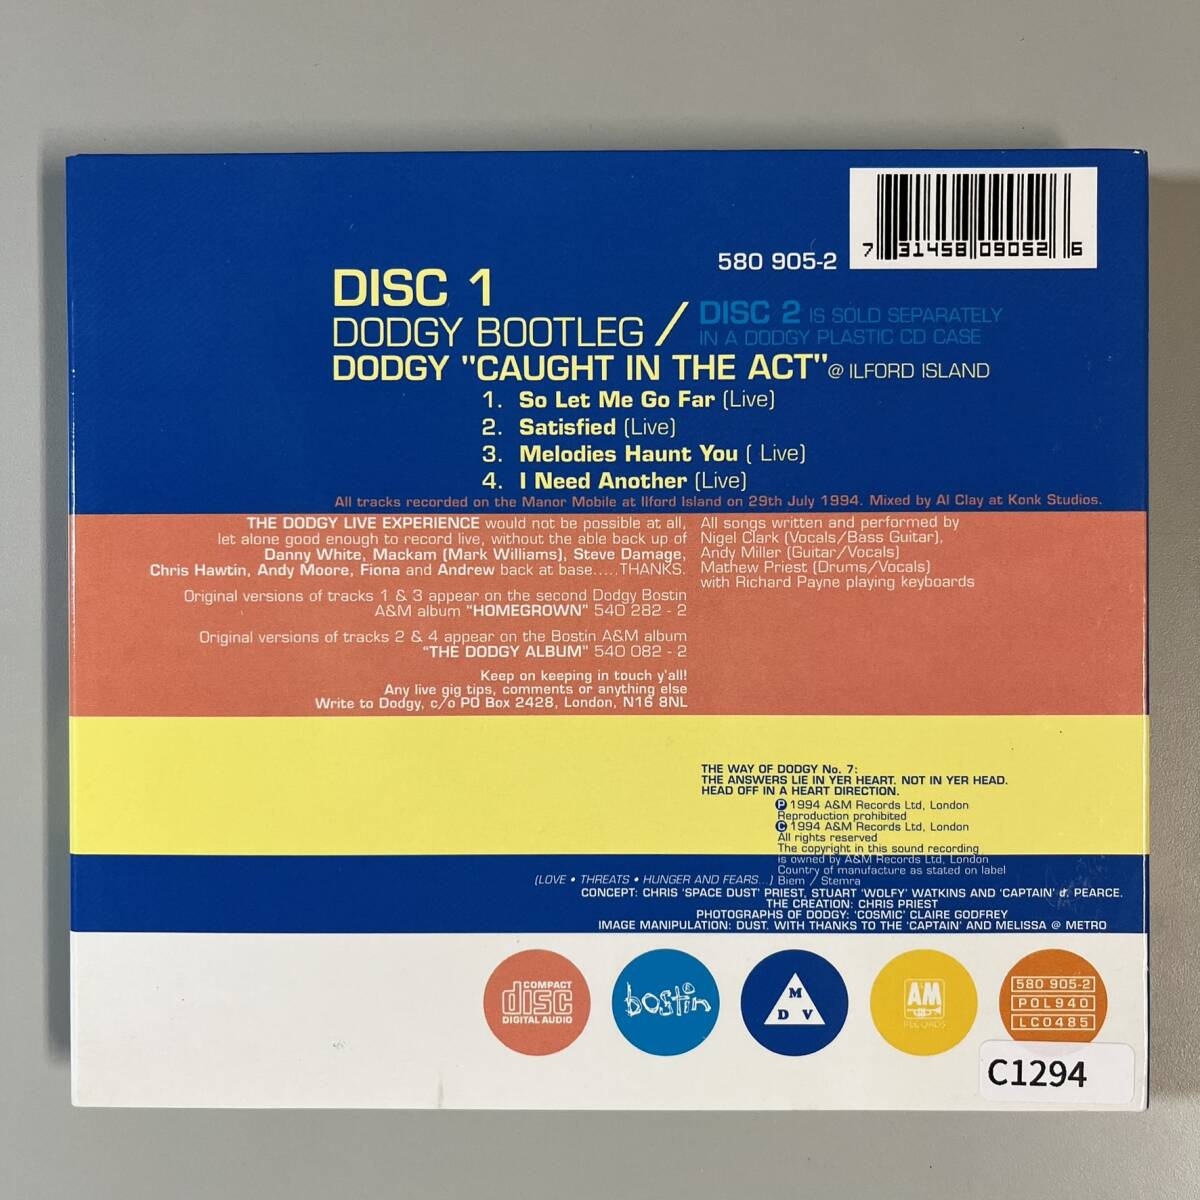 580 905-2
7 31458 09052 6
DISC 1
DODGY BOOTLEG /
DISC 2 IS SOLD SEPARATELY
IN A DODGY PLASTIC CD CASE
DODGY "CAUGHT IN THE ACT" @ ILFORD ISLAND
1. So Let Me Go Far (Live)
2. Satisfied (Live)
3. Melodies Haunt You ( Live)
4. I Need Another (Live)
All tracks recorded on the Manor Mobile at Ilford Island on 29th July 1994. Mixed by Al Clay at Konk Studios.
THE DODGY LIVE EXPERIENCE would not be possible at all,
let alone good enough to record live, without the able back up of
Danny White, Mackam (Mark Williams), Steve Damage,
Chris Hawtin, Andy Moore, Fiona and Andrew back at base.....THANKS.
Original versions of tracks 1 & 3 appear on the second Dodgy Bostin
A&M album "HOMEGROWN" 540 282 - 2
Original versions of tracks 2 & 4 appear on the Bostin A&M album
"THE DODGY ALBUM" 540 082 - 2
Keep on keeping in touch y'all!
Any live gig tips, comments or anything else
Write to Dodgy, c/o PO Box 2428, London, N16 8NL
All songs written and performed by
Nigel Clark (Vocals/Bass Guitar),
Andy Miller (Guitar/Vocals)
Mathew Priest (Drums/Vocals)
with Richard Payne playing keyboards
THE WAY OF DODGY No. 7:
THE ANSWERS LIE IN YER HEART, NOT IN YER HEAD.
HEAD OFF IN A HEART DIRECTION.
℗ 1994 A&M Records Ltd, London
Reproduction prohibited
© 1994 A&M Records Ltd, London
All rights reserved
The copyright in this sound recording
is owned by A&M Records Ltd, London
Country of manufacture as stated on label
(LOVE • THREATS • HUNGER AND FEARS...) Biem / Stemra
CONCEPT: CHRIS 'SPACE DUST' PRIEST, STUART 'WOLFY' WATKINS AND 'CAPTAIN' d. PEARCE.
THE CREATION: CHRIS PRIEST
PHOTOGRAPHS OF DODGY: 'COSMIC' CLAIRE GODFREY
IMAGE MANIPULATION: DUST. WITH THANKS TO THE 'CAPTAIN' AND MELISSA @ METRO
COMPACT
disc
DIGITAL AUDIO
bostin
M
D V
A&M
RECORDS
580 905-2
POL940
LC0485
C1294